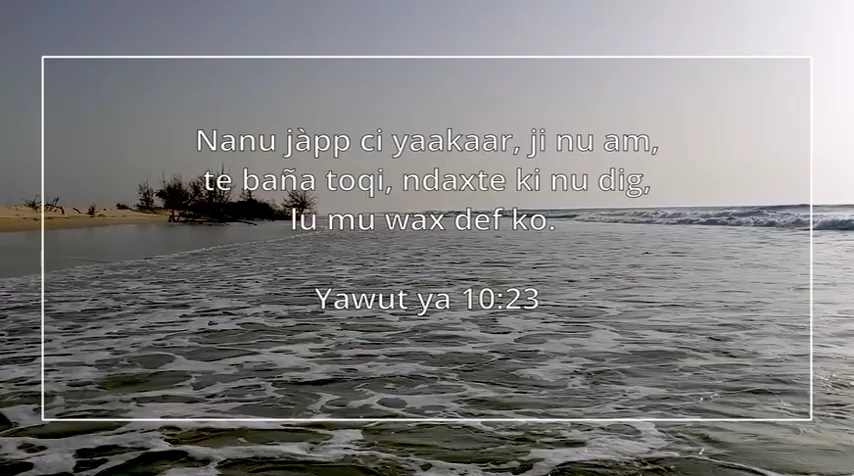 Nanu jàpp ci yaakaar, ji nu am,
te baña toqi, ndaxte ki nu dig,
lu mu wax def ko.
Yawut ya 10:23